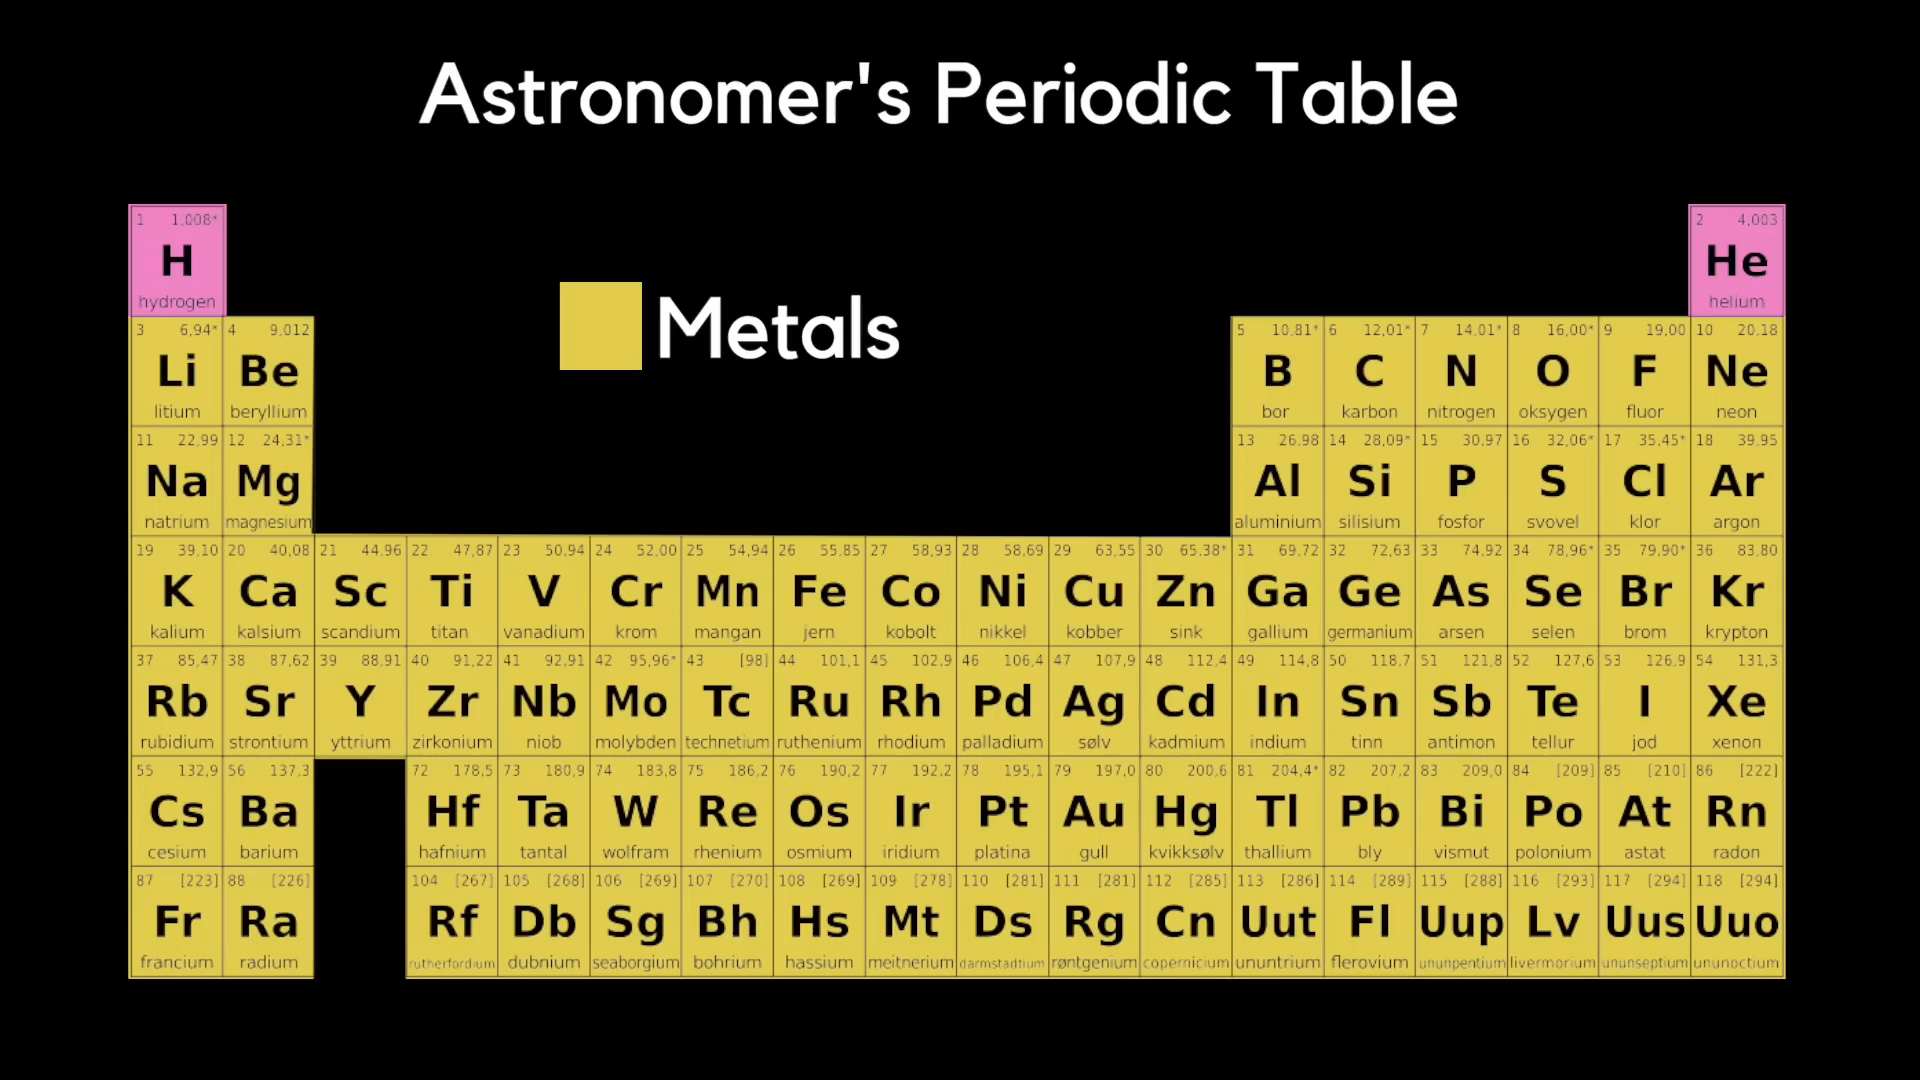 Astronomer's Periodic Table
1 1,008* 2 4,003
H He
hydrogen helium
Metals
3 6,94* 4 9,012 5 10,81* 6 12,01* 7 14,01* 8 16,00* 9 19,00 10 20,18
Li Be B C N O F Ne
litium beryllium bor karbon nitrogen oksygen fluor neon
11 22,99 12 24,31* 13 26,98 14 28,09* 15 30,97 16 32,06* 17 35,45* 18 39,95
Na Mg Al Si P S Cl Ar
natrium magnesium aluminium silisium fosfor svovel klor argon
19 39,10 20 40,08 21 44,96 22 47,87 23 50,94 24 52,00 25 54,94 26 55,85 27 58,93 28 58,69 29 63,55 30 65,38* 31 69,72 32 72,63 33 74,92 34 78,96* 35 79,90* 36 83,80
K Ca Sc Ti V Cr Mn Fe Co Ni Cu Zn Ga Ge As Se Br Kr
kalium kalsium scandium titan vanadium krom mangan jern kobolt nikkel kobber sink gallium germanium arsen selen brom krypton
37 85,47 38 87,62 39 88,91 40 91,22 41 92,91 42 95,96* 43 [98] 44 101,1 45 102,9 46 106,4 47 107,9 48 112,4 49 114,8 50 118,7 51 121,8 52 127,6 53 126,9 54 131,3
Rb Sr Y Zr Nb Mo Tc Ru Rh Pd Ag Cd In Sn Sb Te I Xe
rubidium strontium yttrium zirkonium niob molybden technetium ruthenium rhodium palladium sølv kadmium indium tinn antimon tellur jod xenon
55 132,9 56 137,3 72 178,5 73 180,9 74 183,8 75 186,2 76 190,2 77 192,2 78 195,1 79 197,0 80 200,6 81 204,4* 82 207,2 83 209,0 84 [209] 85 [210] 86 [222]
Cs Ba Hf Ta W Re Os Ir Pt Au Hg Tl Pb Bi Po At Rn
cesium barium hafnium tantal wolfram rhenium osmium iridium platina gull kvikksølv thallium bly vismut polonium astat radon
87 [223] 88 [226] 104 [267] 105 [268] 106 [269] 107 [270] 108 [269] 109 [278] 110 [281] 111 [281] 112 [285] 113 [286] 114 [289] 115 [288] 116 [293] 117 [294] 118 [294]
Fr Ra Rf Db Sg Bh Hs Mt Ds Rg Cn Uut Fl Uup Lv Uus Uuo
francium radium rutherfordium dubnium seaborgium bohrium hassium meitnerium darmstadtium røntgenium copernicium ununtrium flerovium ununpentium livermorium ununseptium ununoctium